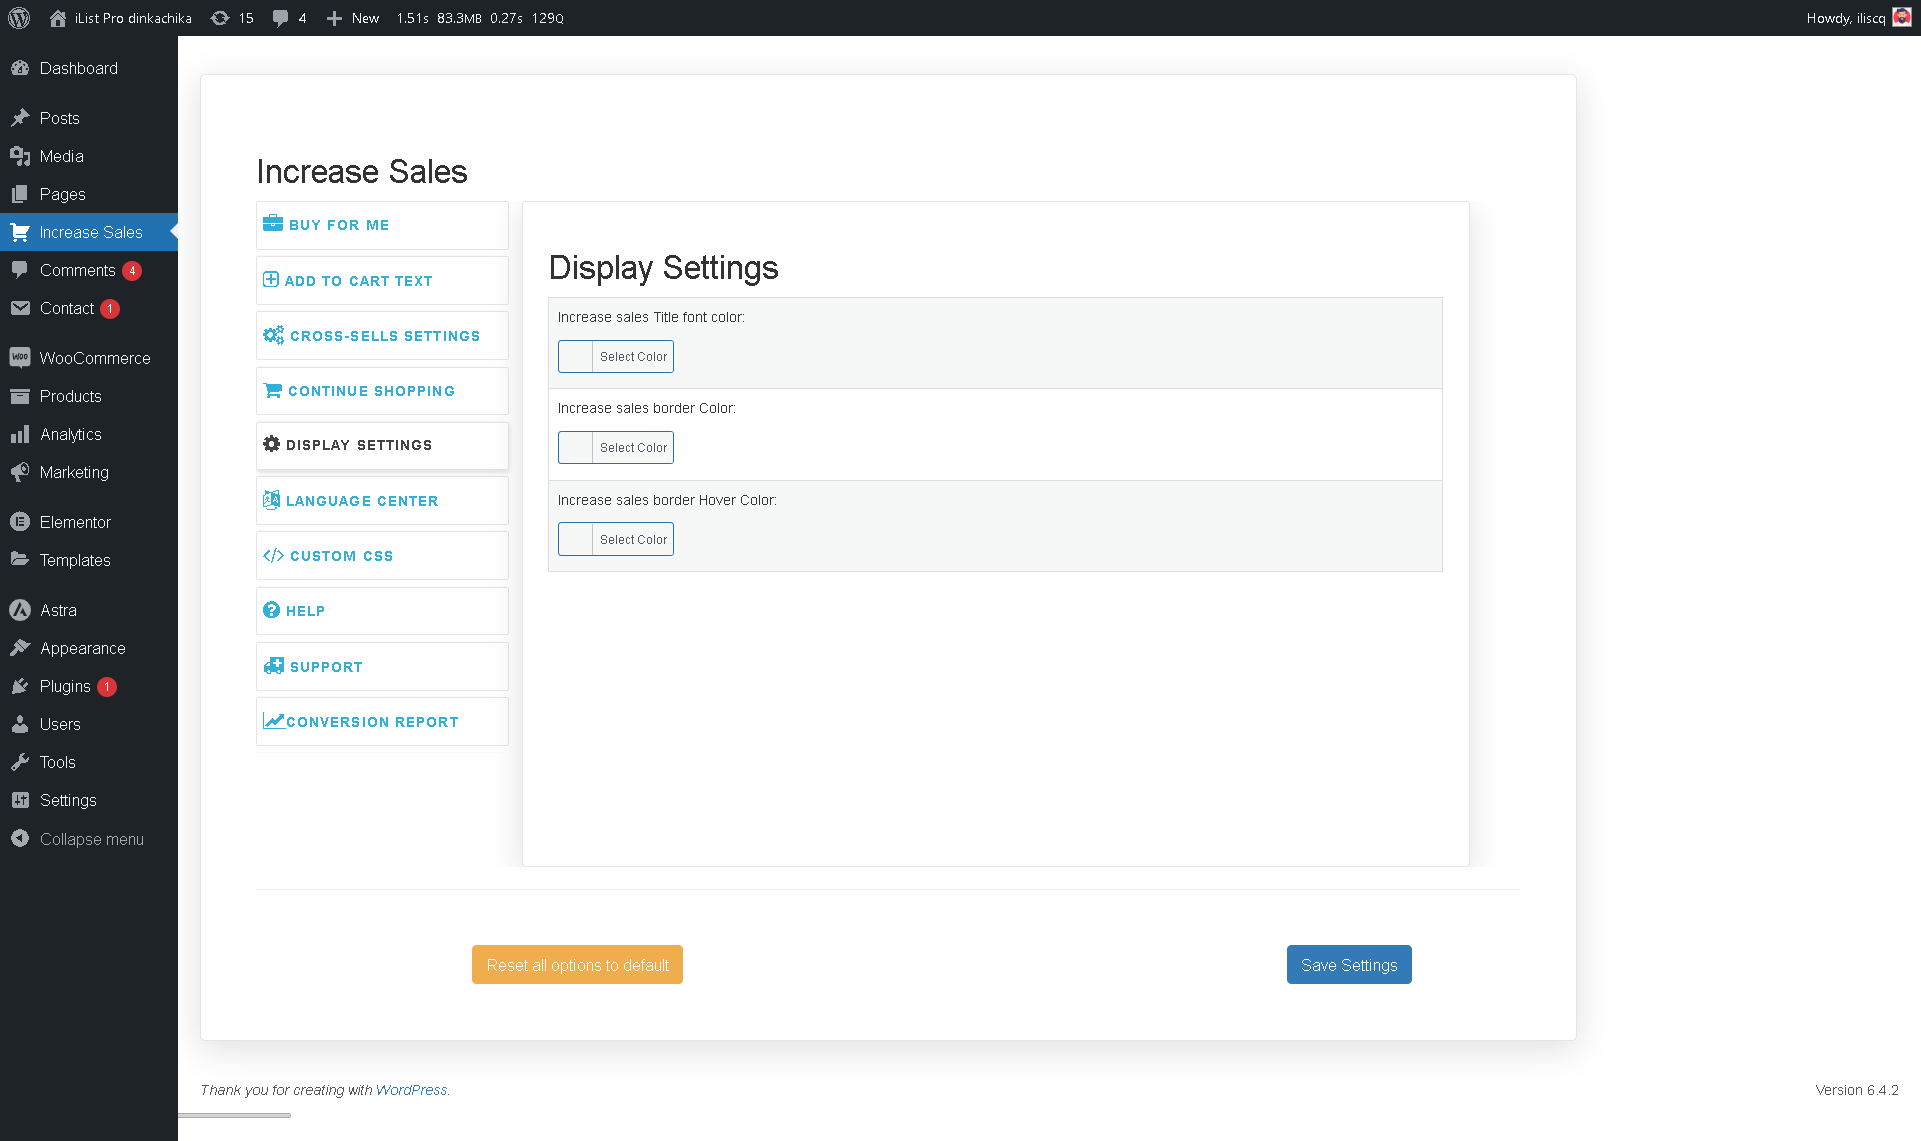 iList Pro dinkachika 15 4 New 1.51s 83.3MB 0.27s 129Q
Howdy, iliscq
Dashboard
Posts
Media
Pages
Increase Sales
Comments 4
Contact 1
WooCommerce
Products
Analytics
Marketing
Elementor
Templates
Astra
Appearance
Plugins 1
Users
Tools
Settings
Collapse menu
Increase Sales
BUY FOR ME
ADD TO CART TEXT
CROSS-SELLS SETTINGS
CONTINUE SHOPPING
DISPLAY SETTINGS
LANGUAGE CENTER
CUSTOM CSS
HELP
SUPPORT
CONVERSION REPORT
Display Settings
Increase sales Title font color:
Select Color
Increase sales border Color:
Select Color
Increase sales border Hover Color:
Select Color
Reset all options to default
Save Settings
Thank you for creating with WordPress.
Version 6.4.2